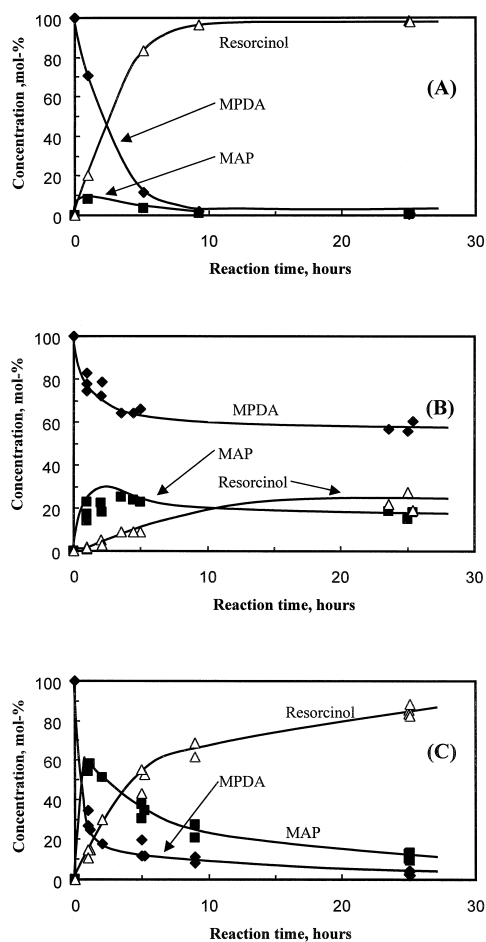 Concentration ,mol-%
100
80
60
40
20
0
Resorcinol
(A)
MPDA
MAP
0
10
20
30
Reaction time, hours
Concentration, mol-%
100
80
60
40
20
0
MPDA
(B)
MAP
Resorcinol
0
10
20
30
Reaction time, hours
Concentration, mol-%
100
80
60
40
20
0
Resorcinol
(C)
MPDA
MAP
0
10
20
30
Reaction time, hours